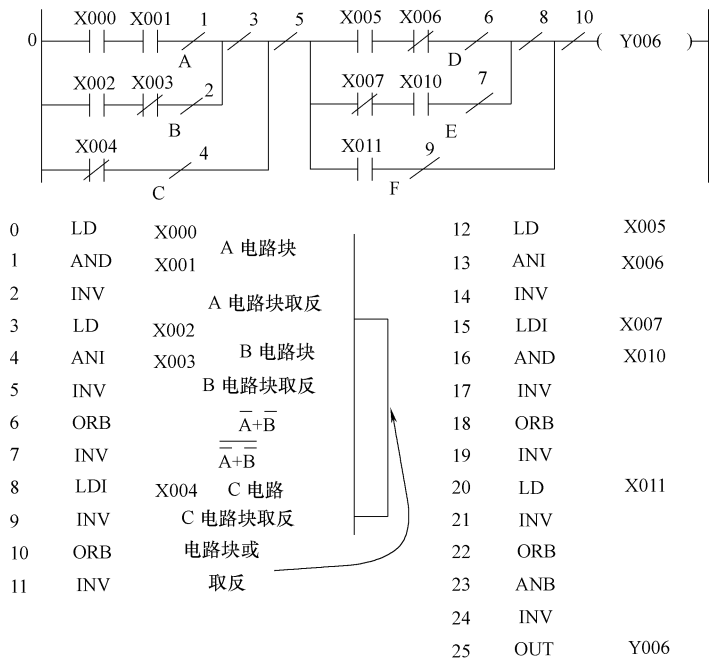 X000 X001 1 3 5 X005 X006 6 8 10
0 A D Y006
X002 X003 2 X007 X010 7
B E
X004 4 X011 9
C F
0 LD X000
A 电路块
1 AND X001
2 INV
A 电路块取反
3 LD X002
4 ANI X003 B 电路块
5 INV B 电路块取反
6 ORB A̅+B̅
7 INV \overline{\overline{A}+\overline{B}}
8 LDI X004 C 电路
9 INV C 电路块取反
10 ORB 电路块或
11 INV 取反
12 LD X005
13 ANI X006
14 INV
15 LDI X007
16 AND X010
17 INV
18 ORB
19 INV
20 LD X011
21 INV
22 ORB
23 ANB
24 INV
25 OUT Y006